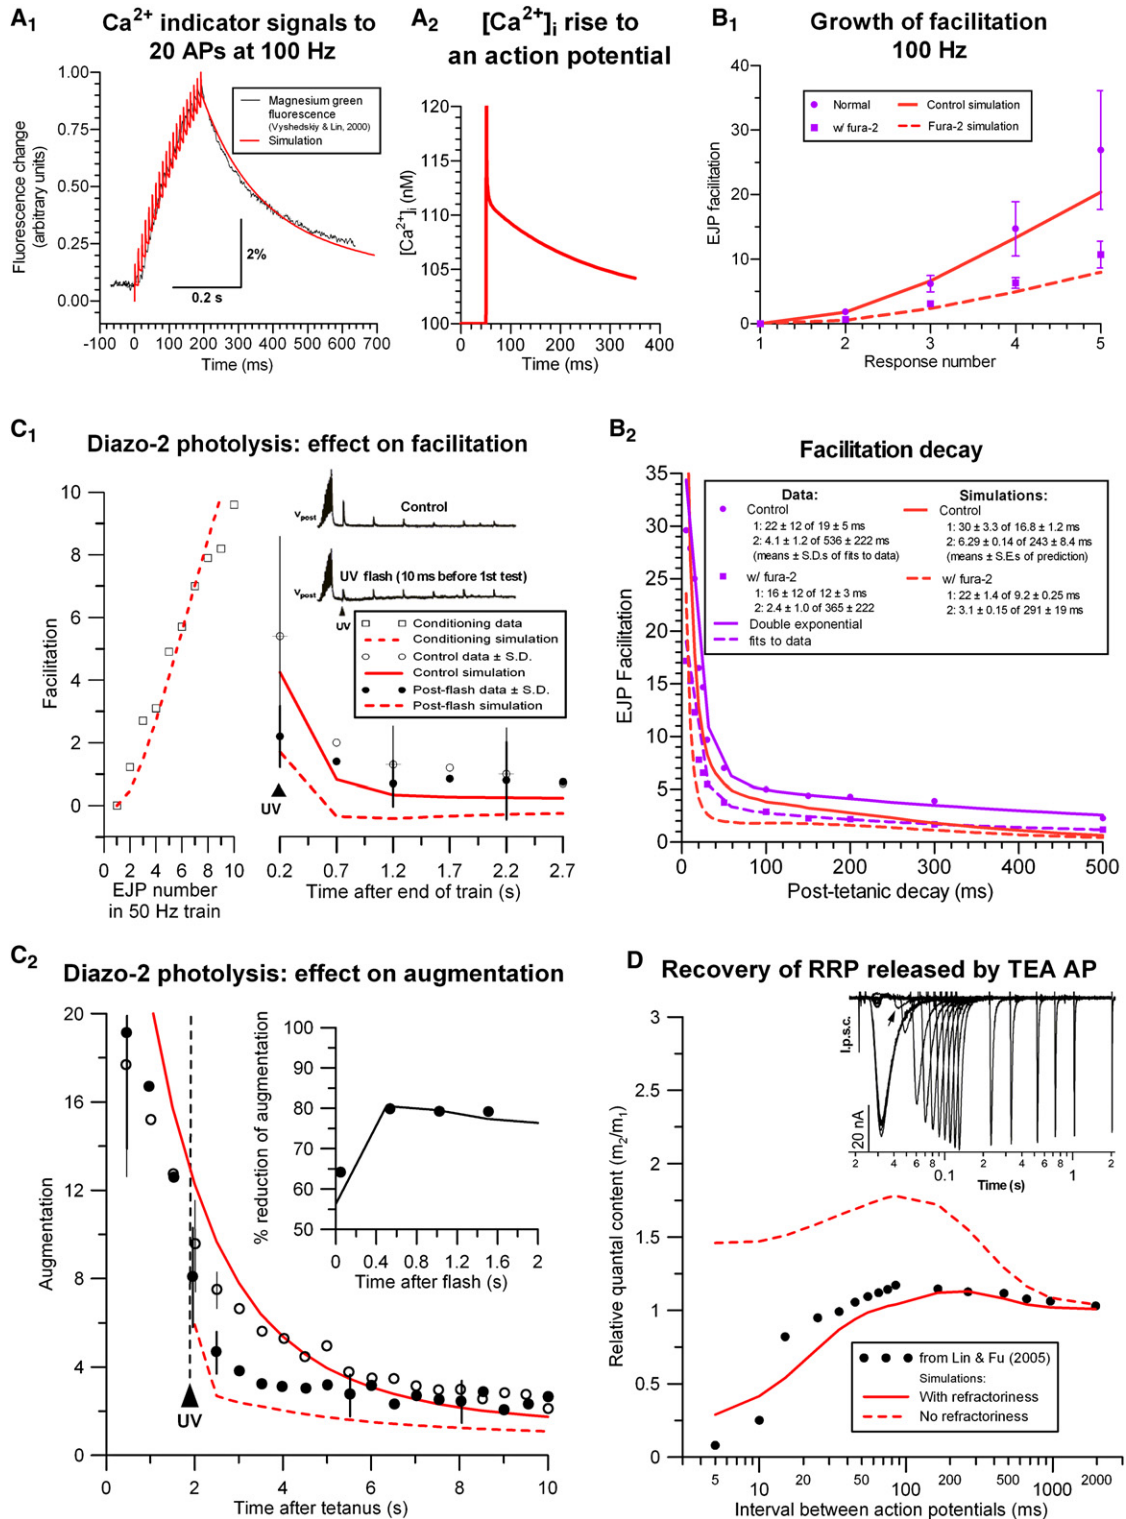 A1
Ca2+ indicator signals to
20 APs at 100 Hz
1.00
0.75
0.50
0.25
0.00
Fluorescence change
(arbitrary units)
Magnesium green
fluorescence
(Vyshedskiy & Lin, 2000)
Simulation
2%
0.2 s
-100 0 100 200 300 400 500 600 700
Time (ms)
A2
[Ca2+]i rise to
an action potential
120
115
110
105
100
[Ca2+]i (nM)
0 100 200 300 400
Time (ms)
B1
Growth of facilitation
100 Hz
40
30
20
10
0
EJP facilitation
Normal
w/ fura-2
Control simulation
Fura-2 simulation
1 2 3 4 5
Response number
C1
Diazo-2 photolysis: effect on facilitation
10
8
6
4
2
0
Facilitation
0 2 4 6 8 10
EJP number
in 50 Hz train
Vpost
Control
Vpost
UV flash (10 ms before 1st test)
UV
Conditioning data
Conditioning simulation
Control data ± S.D.
Control simulation
Post-flash data ± S.D.
Post-flash simulation
UV
0.2 0.7 1.2 1.7 2.2 2.7
Time after end of train (s)
B2
Facilitation decay
35
30
25
20
15
10
5
0
EJP Facilitation
Data:
Control
1: 22 ± 12 of 19 ± 5 ms
2: 4.1 ± 1.2 of 536 ± 222 ms
(means ± S.D.s of fits to data)
w/ fura-2
1: 16 ± 12 of 12 ± 3 ms
2: 2.4 ± 1.0 of 365 ± 222
Double exponential
fits to data
Simulations:
Control
1: 30 ± 3.3 of 16.8 ± 1.2 ms
2: 6.29 ± 0.14 of 243 ± 8.4 ms
(means ± S.E.s of prediction)
w/ fura-2
1: 22 ± 1.4 of 9.2 ± 0.25 ms
2: 3.1 ± 0.15 of 291 ± 19 ms
0 100 200 300 400 500
Post-tetanic decay (ms)
C2
Diazo-2 photolysis: effect on augmentation
20
16
12
8
4
0
Augmentation
UV
0 2 4 6 8 10
Time after tetanus (s)
100
90
80
70
60
50
% reduction of augmentation
0 0.4 0.8 1.2 1.6 2
Time after flash (s)
D
Recovery of RRP released by TEA AP
3
2.5
2
1.5
1
0.5
0
Relative quantal content (m2/m1)
I.p.s.c.
20 nA
2 4 6 8 0.1 2 4 6 8 1 2
Time (s)
from Lin & Fu (2005)
Simulations:
With refractoriness
No refractoriness
5 10 20 50 100 200 500 1000 2000
Interval between action potentials (ms)